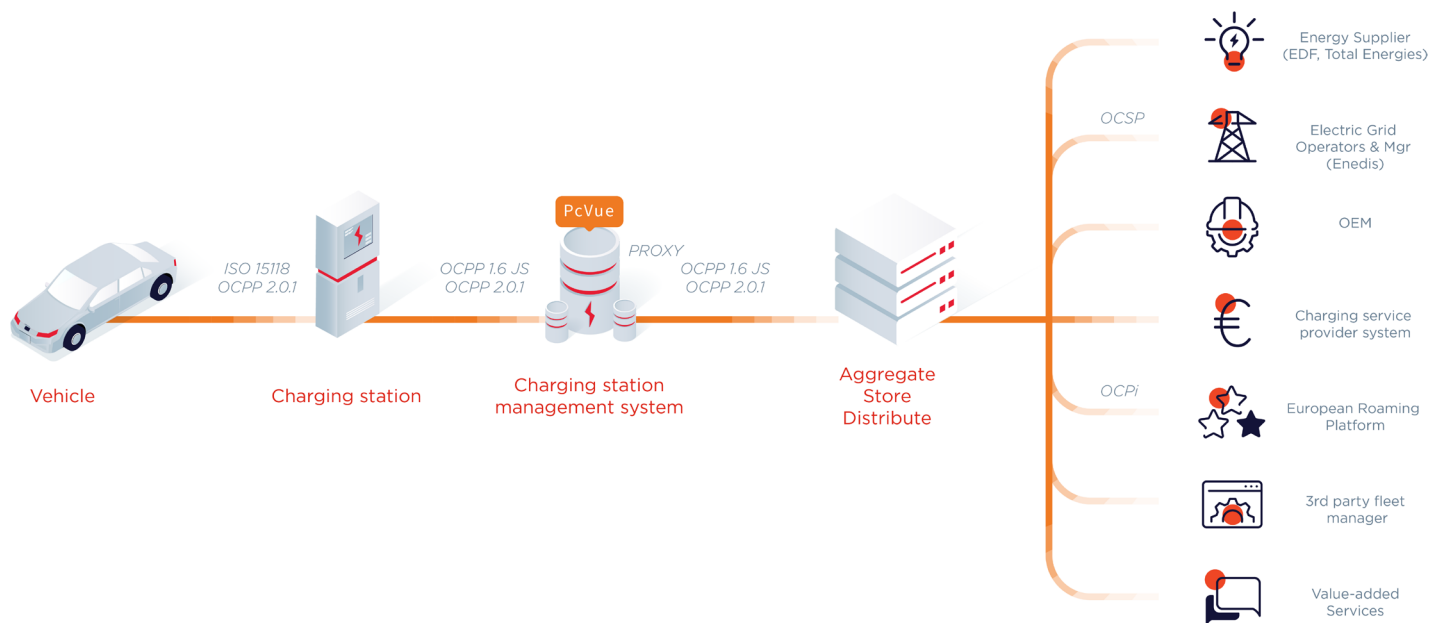 Vehicle
ISO 15118
OCPP 2.0.1
Charging station
OCPP 1.6 JS
OCPP 2.0.1
PcVue
PROXY
Charging station
management system
OCPP 1.6 JS
OCPP 2.0.1
Aggregate
Store
Distribute
OCSP
OCPi
Energy Supplier
(EDF, Total Energies)
Electric Grid
Operators & Mgr
(Enedis)
OEM
Charging service
provider system
European Roaming
Platform
3rd party fleet
manager
Value-added
Services